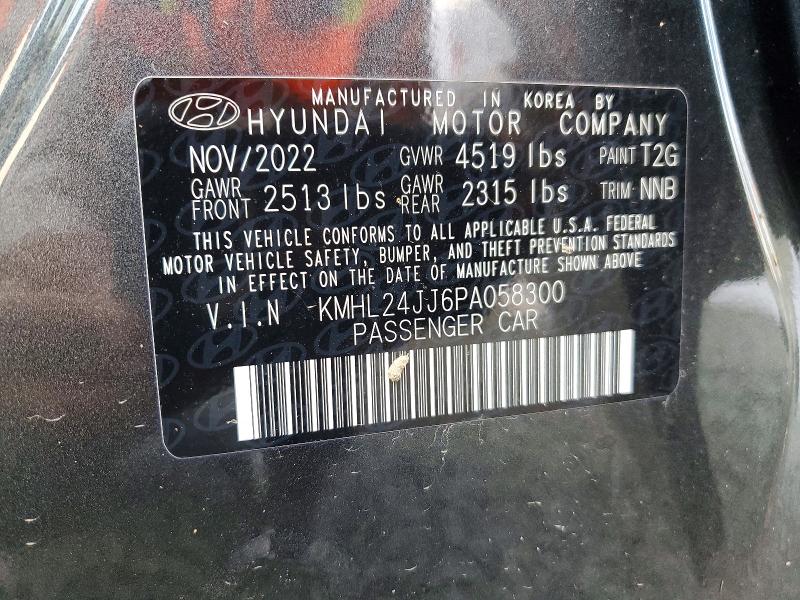 MANUFACTURED IN KOREA BY
HYUNDAI MOTOR COMPANY
NOV/2022 GVWR 4519 lbs PAINT T2G
GAWR FRONT 2513 lbs GAWR REAR 2315 lbs TRIM NNB
THIS VEHICLE CONFORMS TO ALL APPLICABLE U.S.A. FEDERAL
MOTOR VEHICLE SAFETY, BUMPER, AND THEFT PREVENTION STANDARDS
IN EFFECT ON THE DATE OF MANUFACTURE SHOWN ABOVE
V.I.N KMHL24JJ6PA058300
PASSENGER CAR